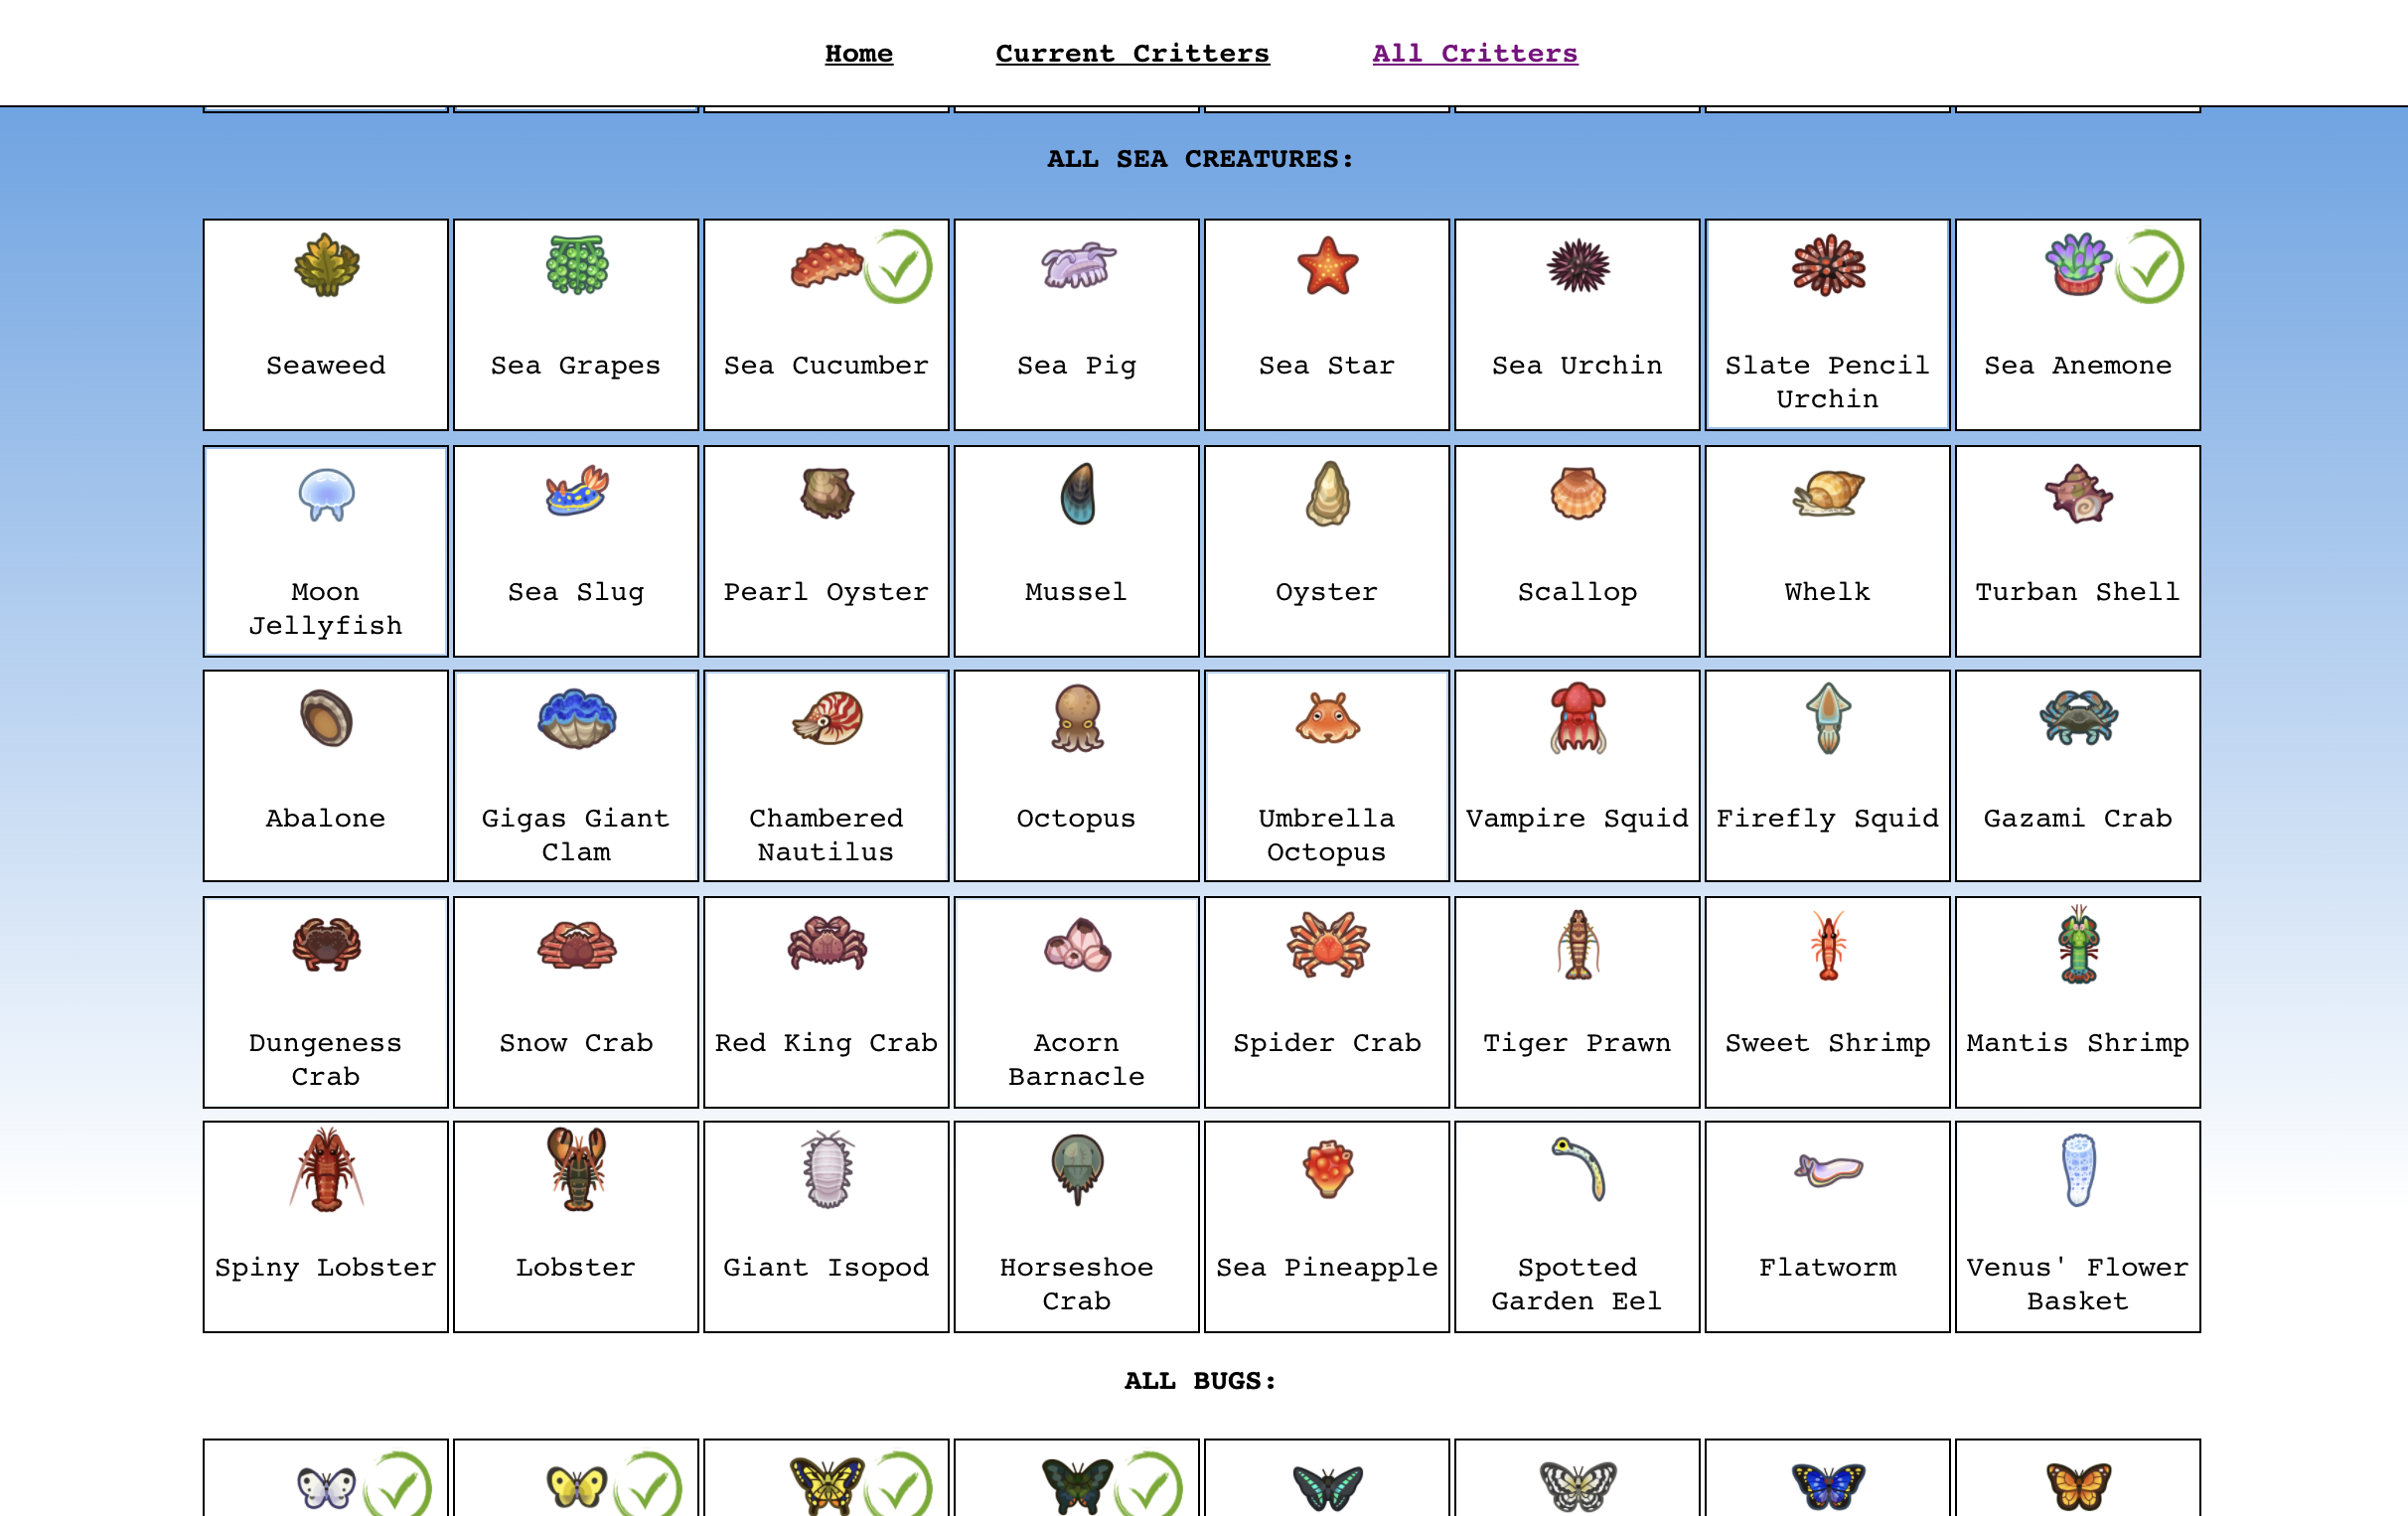 Home Current Critters All Critters
ALL SEA CREATURES:
Seaweed Sea Grapes Sea Cucumber Sea Pig Sea Star Sea Urchin Slate Pencil Sea Anemone
Urchin
Moon Sea Slug Pearl Oyster Mussel Oyster Scallop Whelk Turban Shell
Jellyfish
Abalone Gigas Giant Chambered Octopus Umbrella Vampire Squid Firefly Squid Gazami Crab
Clam Nautilus Octopus
Dungeness Snow Crab Red King Crab Acorn Spider Crab Tiger Prawn Sweet Shrimp Mantis Shrimp
Crab Barnacle
Spiny Lobster Lobster Giant Isopod Horseshoe Sea Pineapple Spotted Flatworm Venus' Flower
Crab Garden Eel Basket
ALL BUGS: